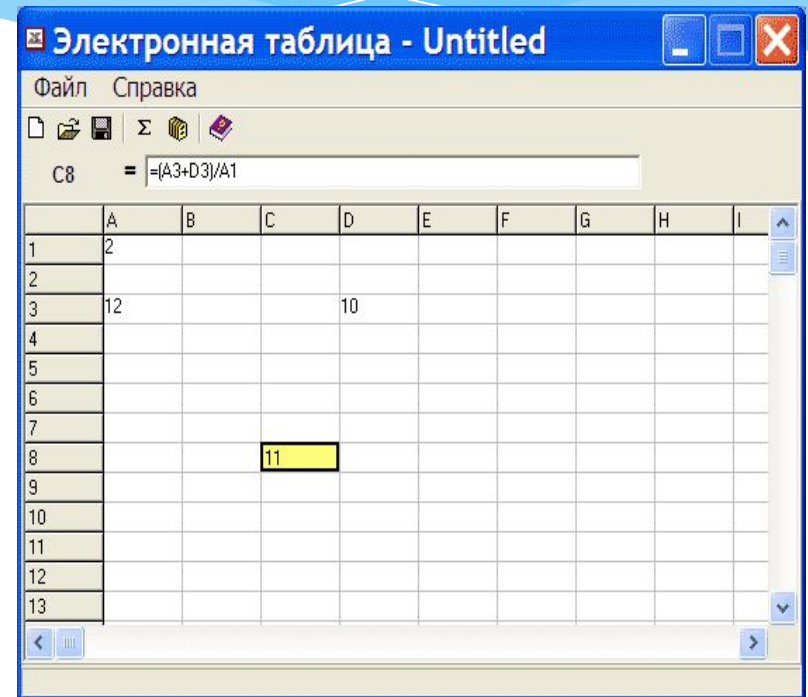 Электронная таблица - Untitled
Файл Справка
Σ
C8 = =(A3+D3)/A1
A B C D E F G H I
1 2
2
3 12 10
4
5
6
7
8 11
9
10
11
12
13